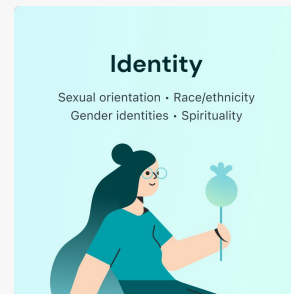 Identity
Sexual orientation • Race/ethnicity
Gender identities • Spirituality